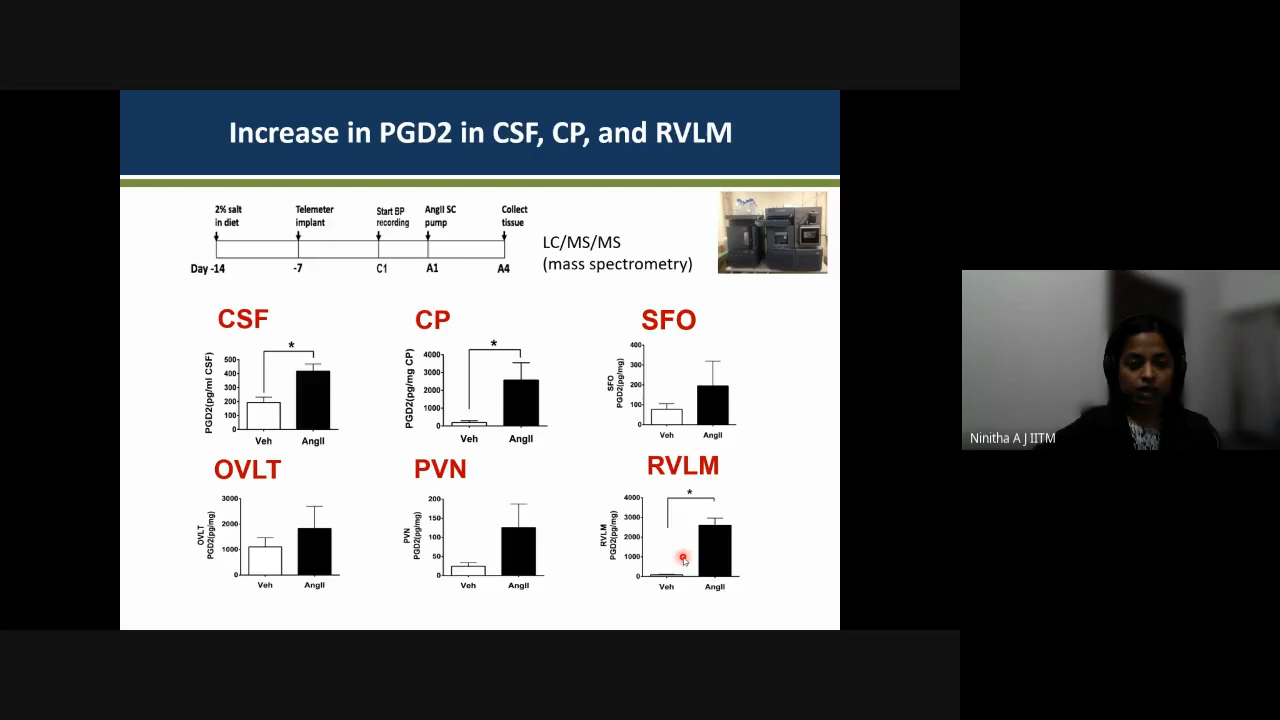 Increase in PGD2 in CSF, CP, and RVLM
2% salt
in diet
Telemeter
implant
Start BP
recording
AngII SC
pump
Collect
tissue
Day -14
-7
C1
A1
A4
LC/MS/MS
(mass spectrometry)
CSF
PGD2(pg/ml CSF)
500
400
300
200
100
0
*
Veh
AngII
CP
PGD2(pg/mg CP)
4000
3000
2000
1000
0
*
Veh
AngII
SFO
SFO
PGD2(pg/mg)
400
300
200
100
0
Veh
AngII
OVLT
OVLT
PGD2(pg/mg)
3000
2000
1000
0
Veh
AngII
PVN
PVN
PGD2(pg/mg)
200
150
100
50
0
Veh
AngII
RVLM
RVLM
PGD2(pg/mg)
4000
3000
2000
1000
0
*
Veh
AngII
Ninitha A J IITM